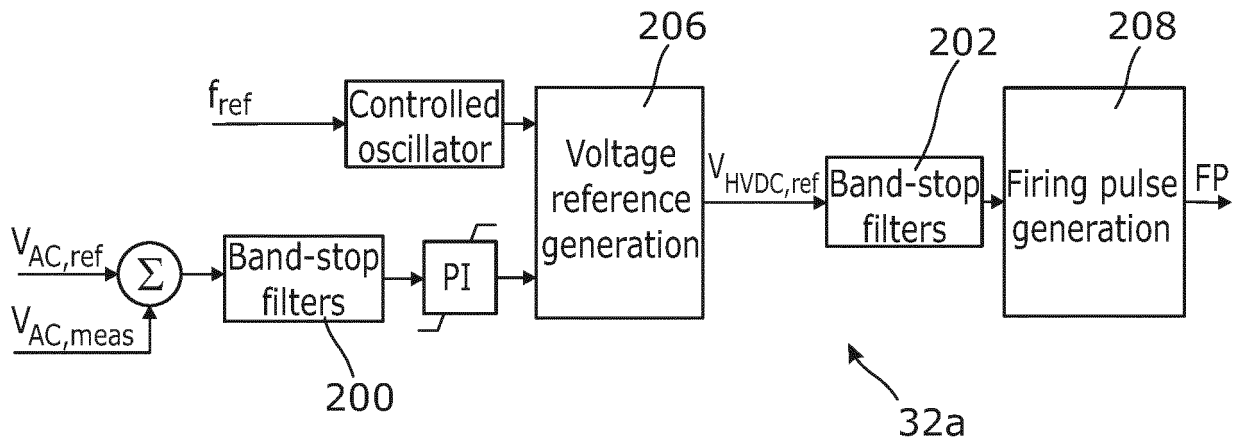 206
208
202
f_ref
Controlled
oscillator
Voltage
reference
generation
V_HVDC,ref
Band-stop
filters
Firing pulse
generation
FP
V_AC,ref
V_AC,meas
Σ
Band-stop
filters
PI
200
32a